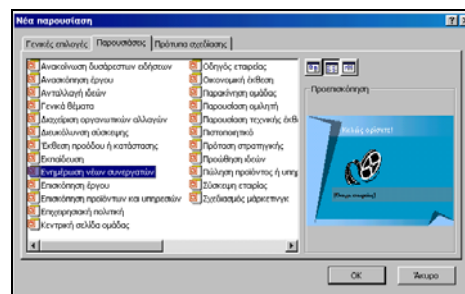 Νέα παρουσίαση
Γενικές επιλογές Παρουσιάσεις Πρότυπα σχεδίασης
Ανακοίνωση δυσάρεστων ειδήσεων
Ανασκόπηση έργου
Ανταλλαγή ιδεών
Γενικά θέματα
Διαχείριση οργανωτικών αλλαγών
Διευκόλυνση σύσκεψης
Έκθεση προόδου ή κατάστασης
Εκπαίδευση
Ενημέρωση νέων συνεργατών
Επισκόπηση έργου
Επισκόπηση προϊόντων και υπηρεσιών
Επιχειρησιακή πολιτική
Κεντρική σελίδα ομάδας
Οδηγός εταιρείας
Οικονομική έκθεση
Παρακίνηση ομάδας
Παρουσίαση ομιλητή
Παρουσίαση τεχνικής έκθ
Πιστοποιητικό
Πρόταση στρατηγικής
Προώθηση ιδεών
Πώληση προϊόντος ή υπη
Σύσκεψη εταιρίας
Σχεδιασμός μάρκετινγκ
Προεπισκόπηση
Καλώς ορίσατε!
OK Άκυρο